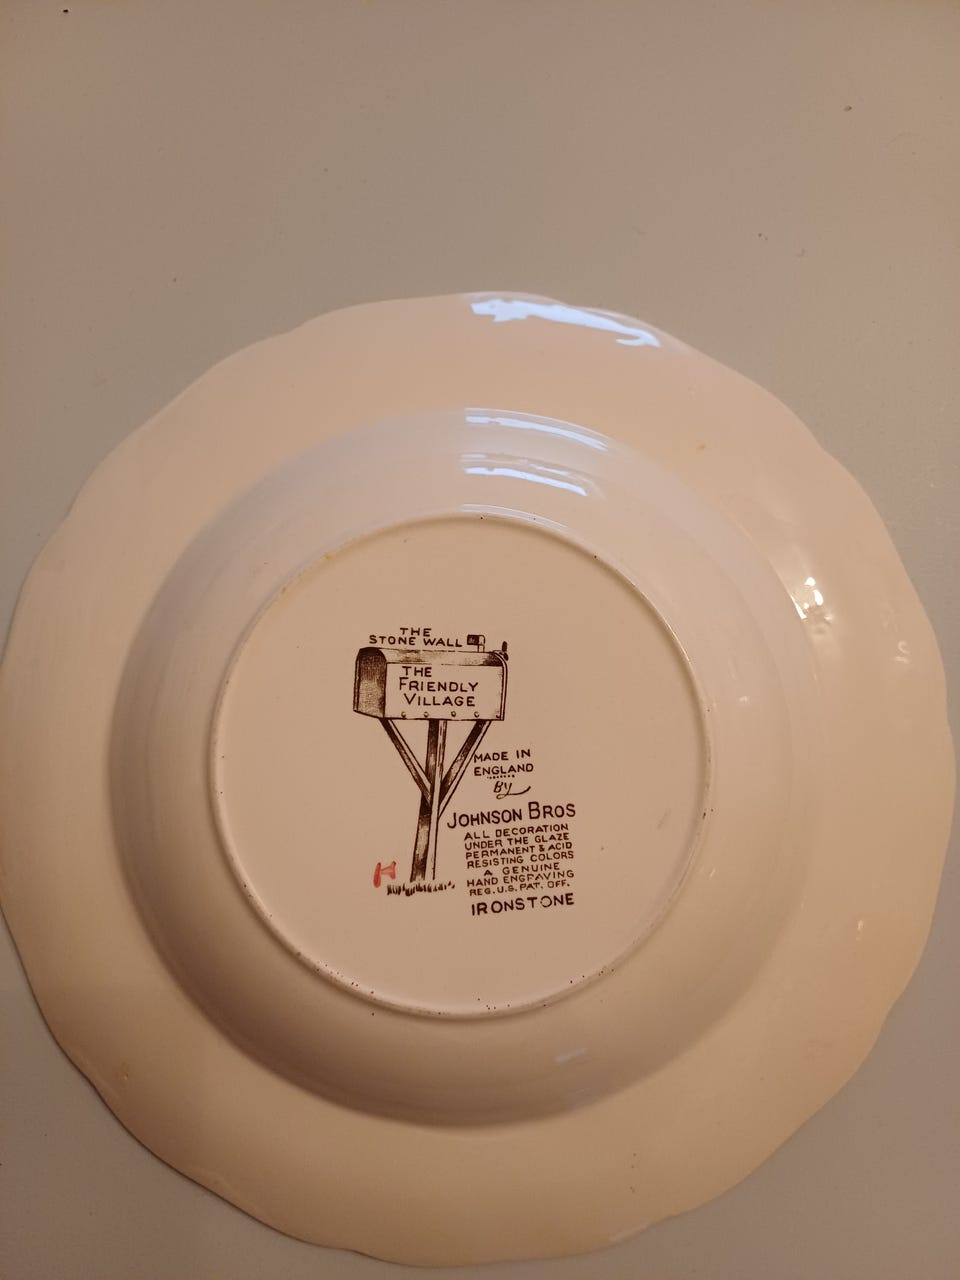 THE
STONE WALL
THE
FRIENDLY
VILLAGE
MADE IN
ENGLAND
By
JOHNSON BROS
ALL DECORATION
UNDER THE GLAZE
PERMANENT & ACID
RESISTING COLORS
A GENUINE
HAND ENGRAVING
REG. U.S. PAT. OFF.
IRONSTONE
H